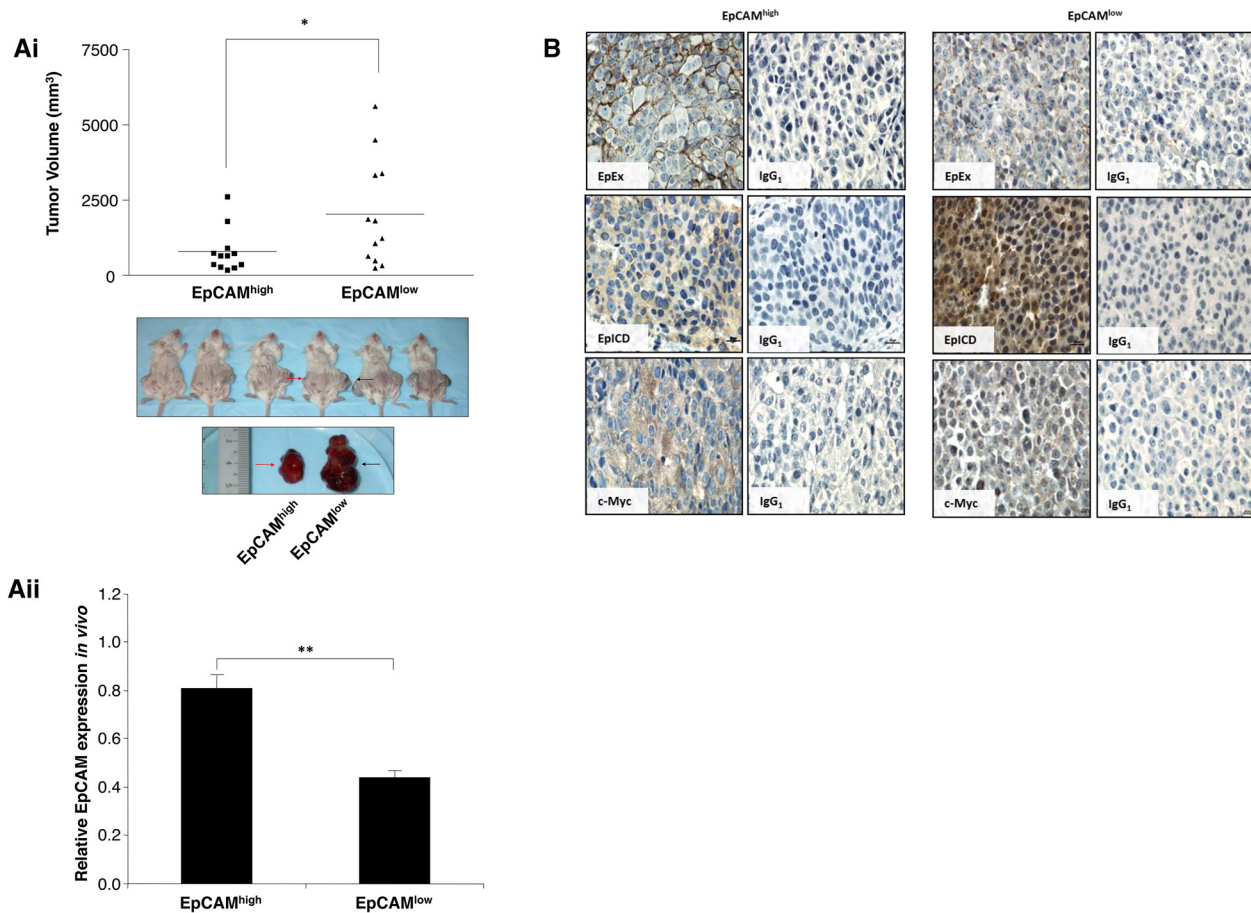 Ai
*
Tumor Volume (mm³)
7500
5000
2500
0
EpCAMhigh
EpCAMlow
EpCAMhigh
EpCAMlow
Aii
Relative EpCAM expression in vivo
1.2
1.0
0.8
0.6
0.4
0.2
0.0
**
EpCAMhigh
EpCAMlow
B
EpCAMhigh
EpCAMlow
EpEx
IgG₁
EpEx
IgG₁
EpICD
IgG₁
EpICD
IgG₁
c-Myc
IgG₁
c-Myc
IgG₁